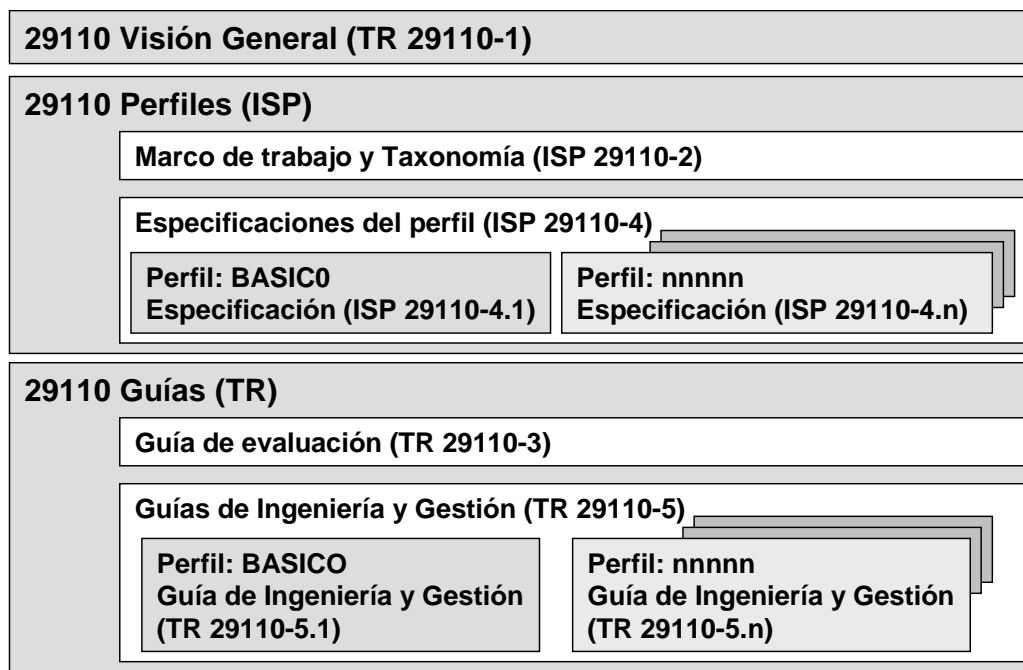 29110 Visión General (TR 29110-1)
29110 Perfiles (ISP)
Marco de trabajo y Taxonomía (ISP 29110-2)
Especificaciones del perfil (ISP 29110-4)
Perfil: BASIC0
Especificación (ISP 29110-4.1)
Perfil: nnnnn
Especificación (ISP 29110-4.n)
29110 Guías (TR)
Guía de evaluación (TR 29110-3)
Guías de Ingeniería y Gestión (TR 29110-5)
Perfil: BASICO
Guía de Ingeniería y Gestión
(TR 29110-5.1)
Perfil: nnnnn
Guía de Ingeniería y Gestión
(TR 29110-5.n)